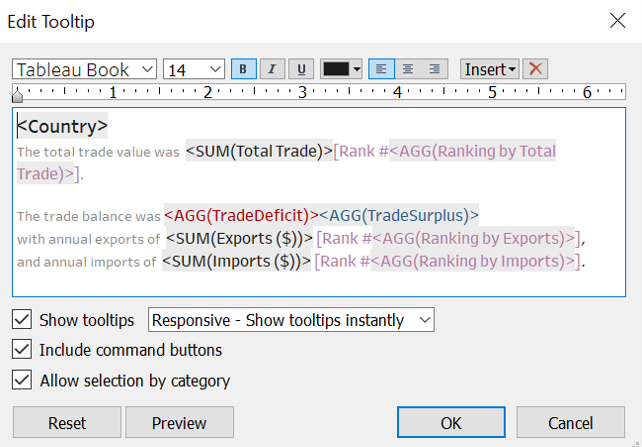 Edit Tooltip
Tableau Book 14 B I U Insert
1 2 3 4 5 6
<Country>
The total trade value was <SUM(Total Trade)>[Rank #<AGG(Ranking by Total
Trade)>].
The trade balance was <AGG(TradeDeficit)><AGG(TradeSurplus)>
with annual exports of <SUM(Exports ($))> [Rank #<AGG(Ranking by Exports)>],
and annual imports of <SUM(Imports ($))> [Rank #<AGG(Ranking by Imports)>].
Show tooltips Responsive - Show tooltips instantly
Include command buttons
Allow selection by category
Reset Preview OK Cancel